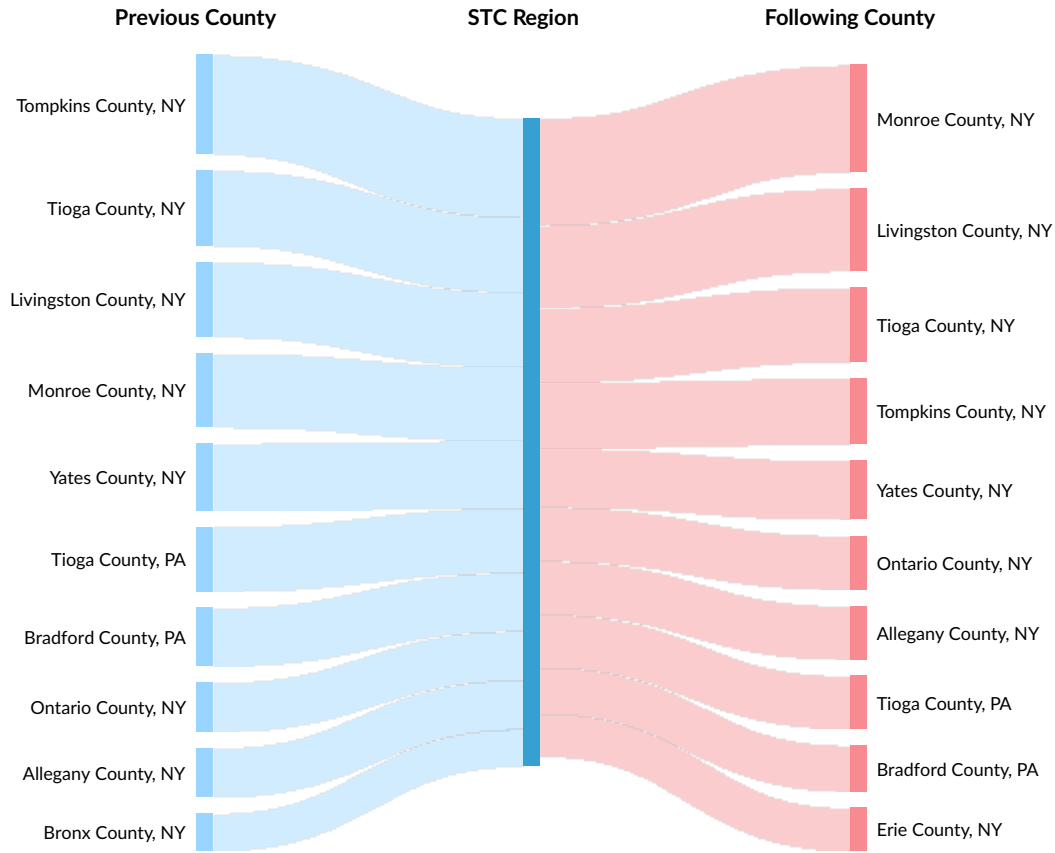 Previous County
STC Region
Following County
Tompkins County, NY
Tioga County, NY
Livingston County, NY
Monroe County, NY
Yates County, NY
Tioga County, PA
Bradford County, PA
Ontario County, NY
Allegany County, NY
Bronx County, NY
Monroe County, NY
Livingston County, NY
Tioga County, NY
Tompkins County, NY
Yates County, NY
Ontario County, NY
Allegany County, NY
Tioga County, PA
Bradford County, PA
Erie County, NY